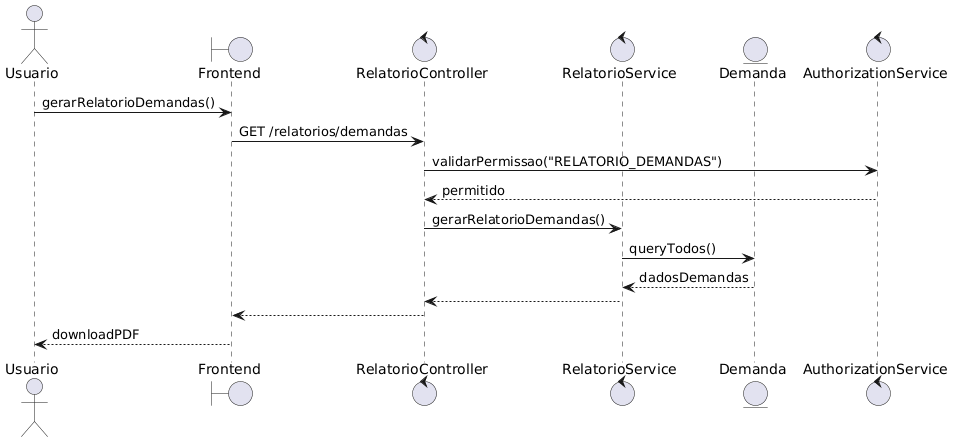 Usuario
Frontend
RelatorioController
RelatorioService
Demanda
AuthorizationService
gerarRelatorioDemandas()
GET /relatorios/demandas
validarPermissao("RELATORIO_DEMANDAS")
permitido
gerarRelatorioDemandas()
queryTodos()
dadosDemandas
downloadPDF
Usuario
Frontend
RelatorioController
RelatorioService
Demanda
AuthorizationService